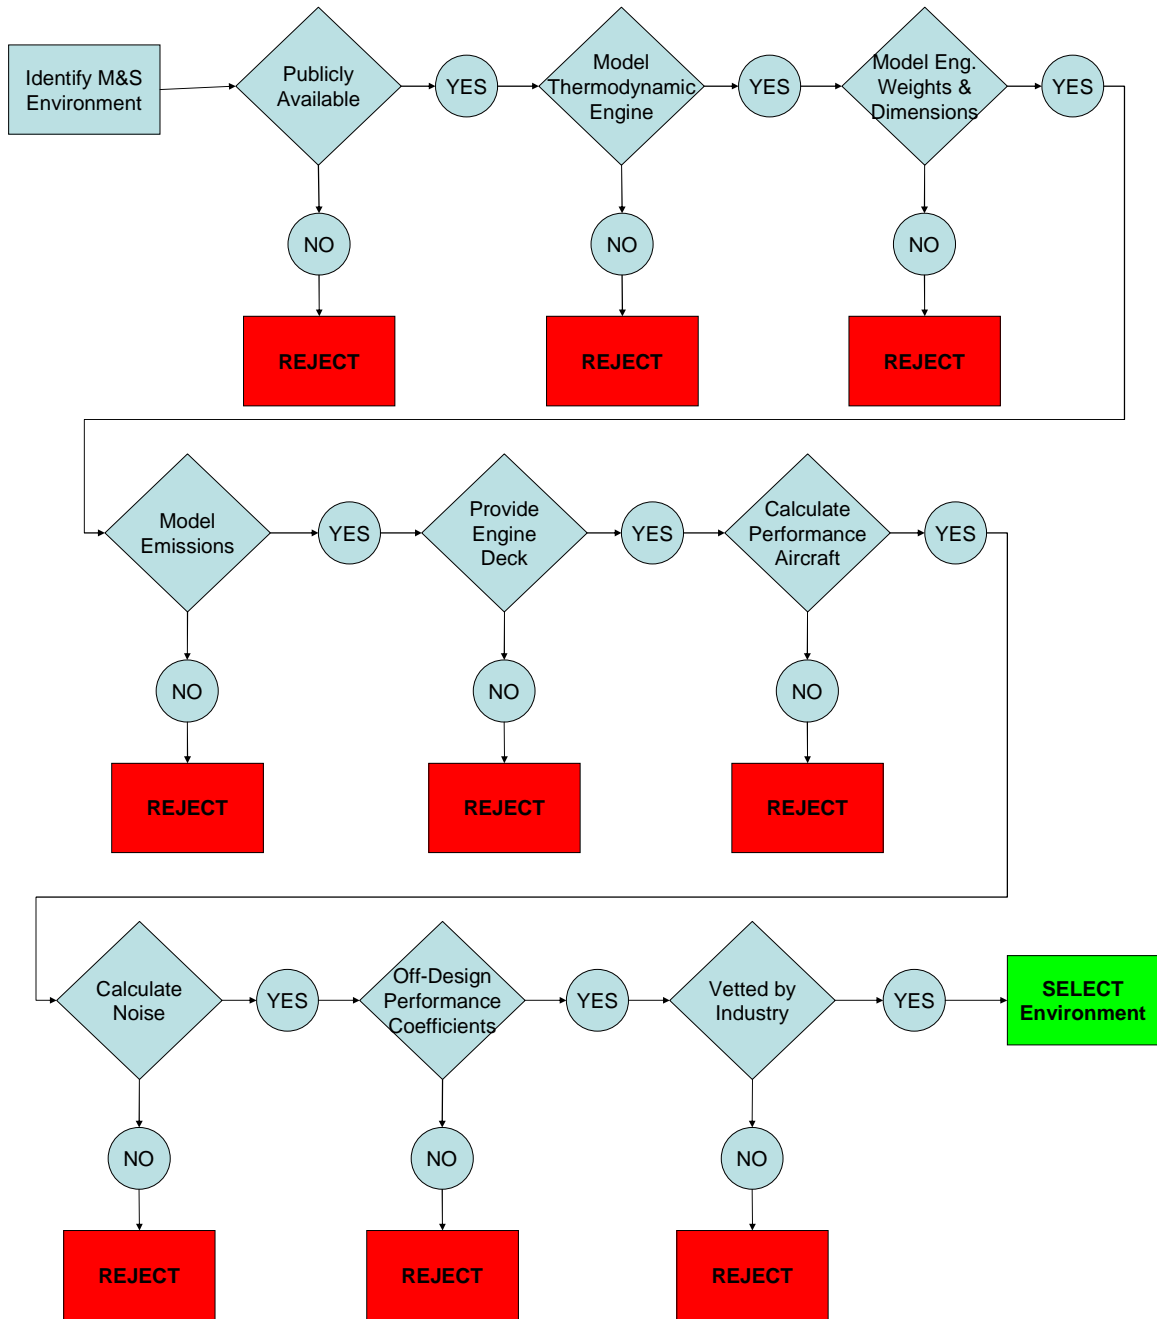 Identify M&S
Environment
Publicly
Available
YES
Model
Thermodynamic
Engine
YES
Model Eng.
Weights &
Dimensions
YES
NO
NO
NO
REJECT
REJECT
REJECT
Model
Emissions
YES
Provide
Engine
Deck
YES
Calculate
Performance
Aircraft
YES
NO
NO
NO
REJECT
REJECT
REJECT
Calculate
Noise
YES
Off-Design
Performance
Coefficients
YES
Vetted by
Industry
YES
SELECT
Environment
NO
NO
NO
REJECT
REJECT
REJECT